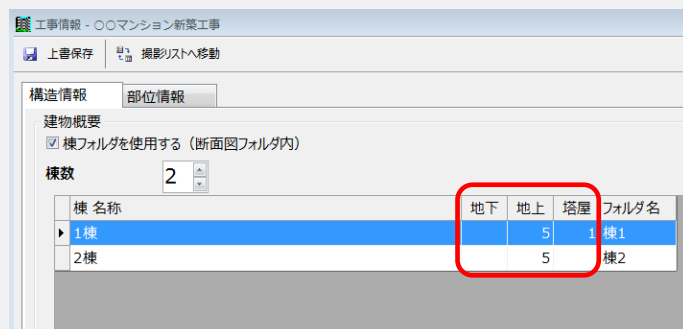 工事情報 - ○○マンション新築工事
上書保存 撮影リストへ移動
構造情報 部位情報
建物概要
棟フォルダを使用する（断面図フォルダ内）
棟数 2
棟 名称 地下 地上 塔屋 フォルダ名
1棟 5 1 棟1
2棟 5 棟2